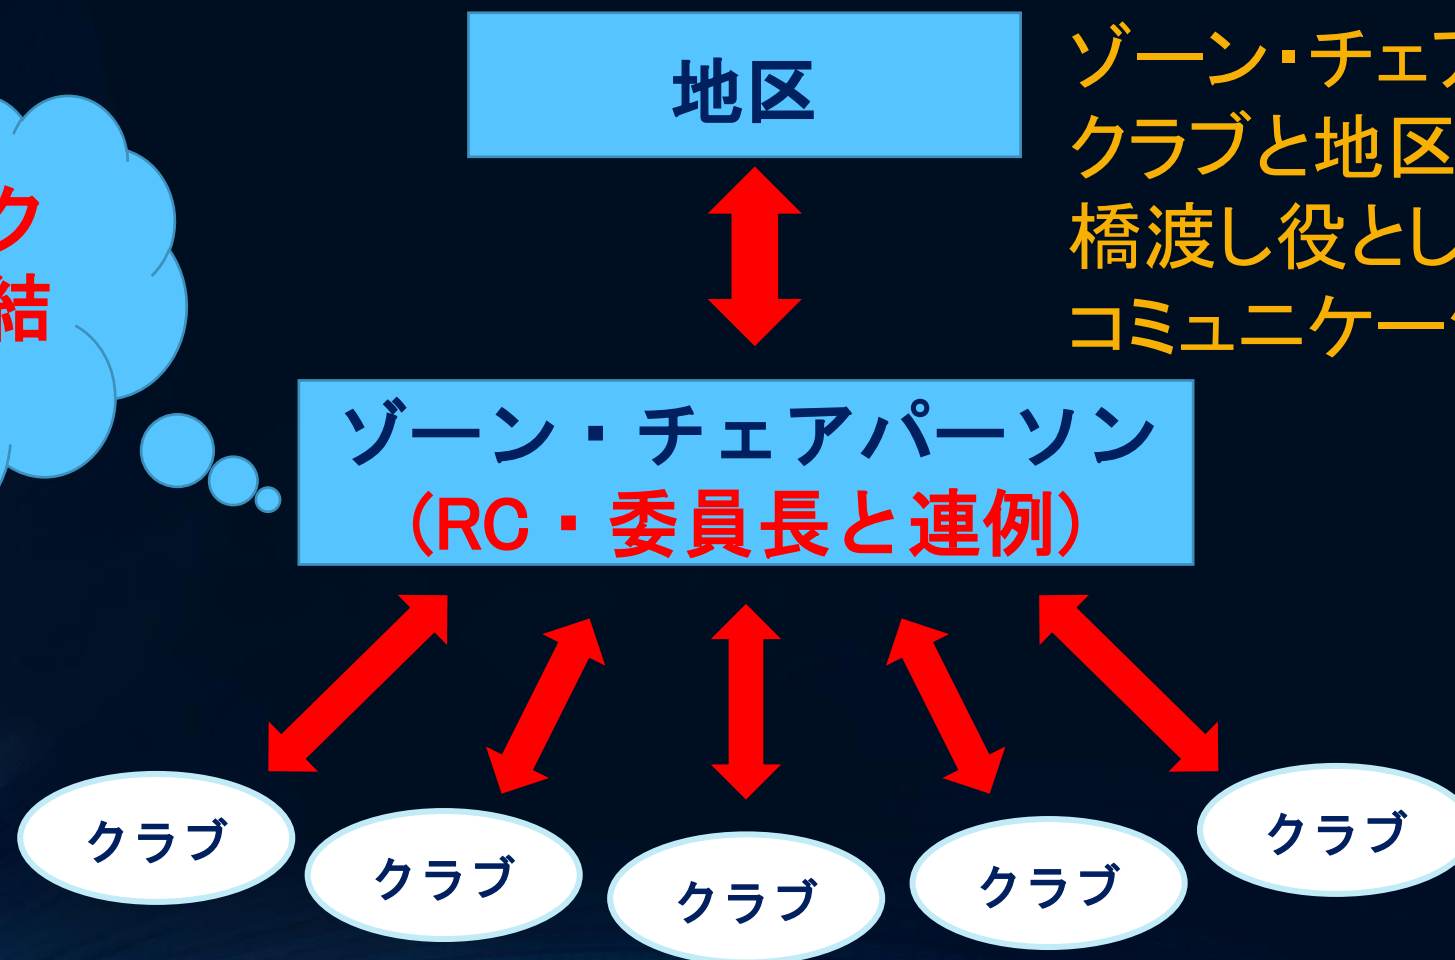 地区
ゾーン・チェア
クラブと地区
橋渡し役とし
コミュニケー
ク
結
ゾーン・チェアパーソン
(RC・委員長と連例)
クラブ
クラブ
クラブ
クラブ
クラブ